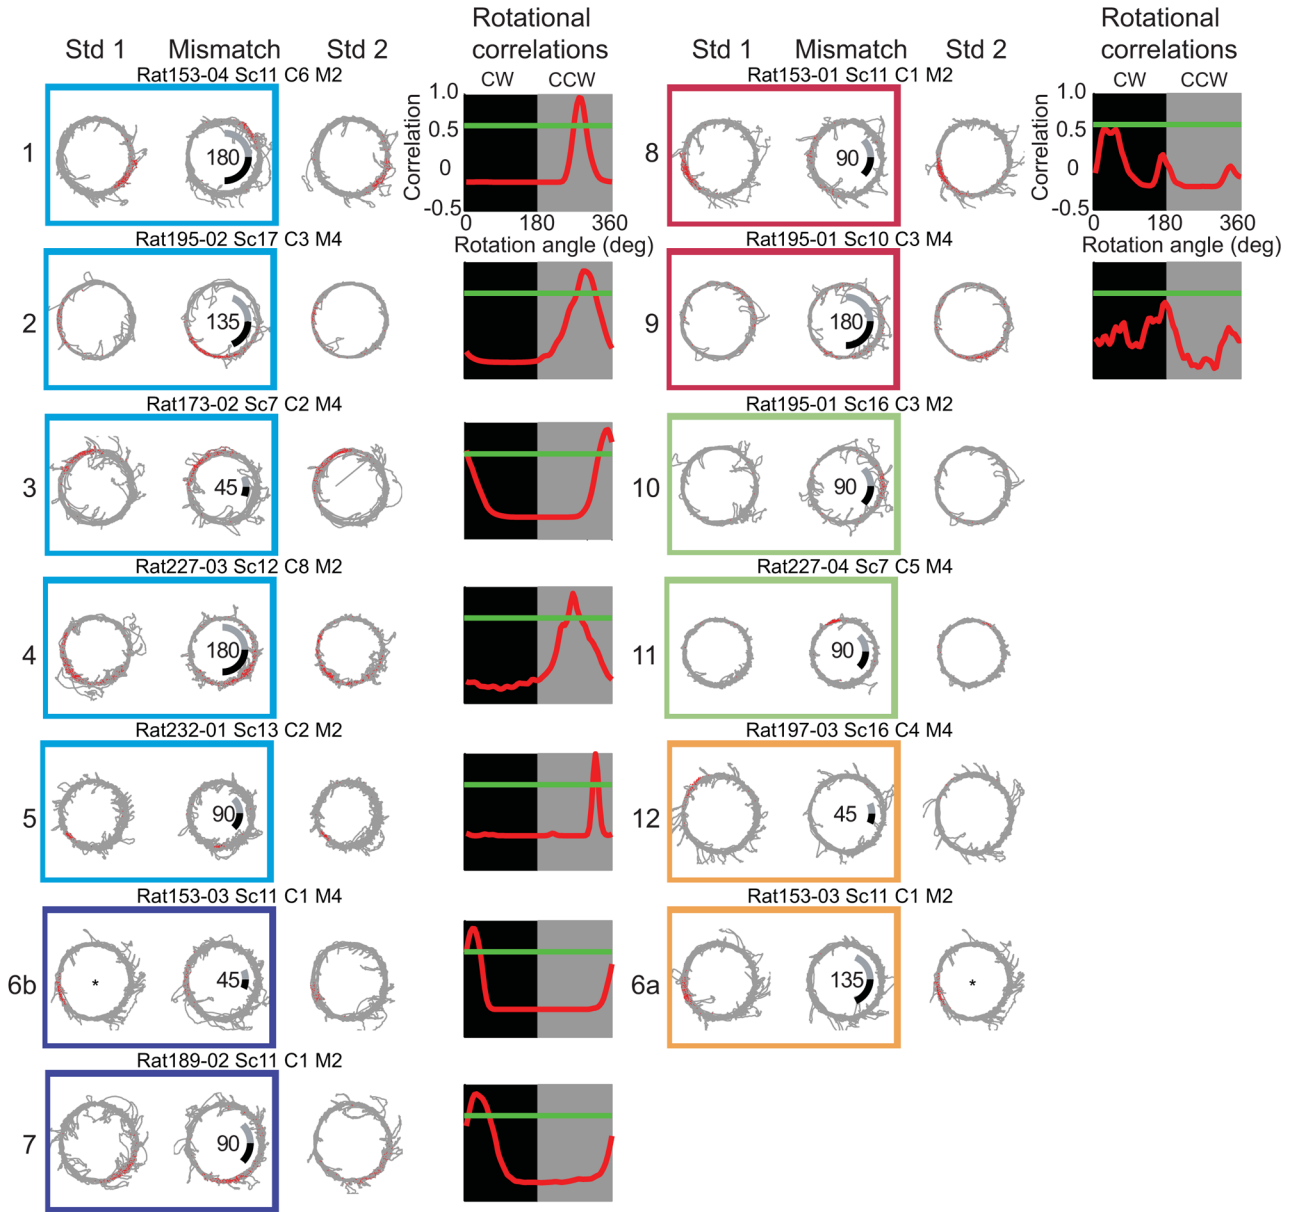 Std 1 Mismatch Std 2 Rotational correlations
Rat153-04 Sc11 C6 M2
CW CCW
1
180
1.0
0.5
0
-0.5
Correlation
0 180 360
Rotation angle (deg)
Rat195-02 Sc17 C3 M4
2
135
Rat173-02 Sc7 C2 M4
3
45
Rat227-03 Sc12 C8 M2
4
180
Rat232-01 Sc13 C2 M2
5
90
Rat153-03 Sc11 C1 M4
6b
*
45
Rat189-02 Sc11 C1 M2
7
90
Std 1 Mismatch Std 2 Rotational correlations
Rat153-01 Sc11 C1 M2
CW CCW
8
90
1.0
0.5
0
-0.5
Correlation
0 180 360
Rotation angle (deg)
Rat195-01 Sc10 C3 M4
9
180
Rat195-01 Sc16 C3 M2
10
90
Rat227-04 Sc7 C5 M4
11
90
Rat197-03 Sc16 C4 M4
12
45
Rat153-03 Sc11 C1 M2
6a
135
*